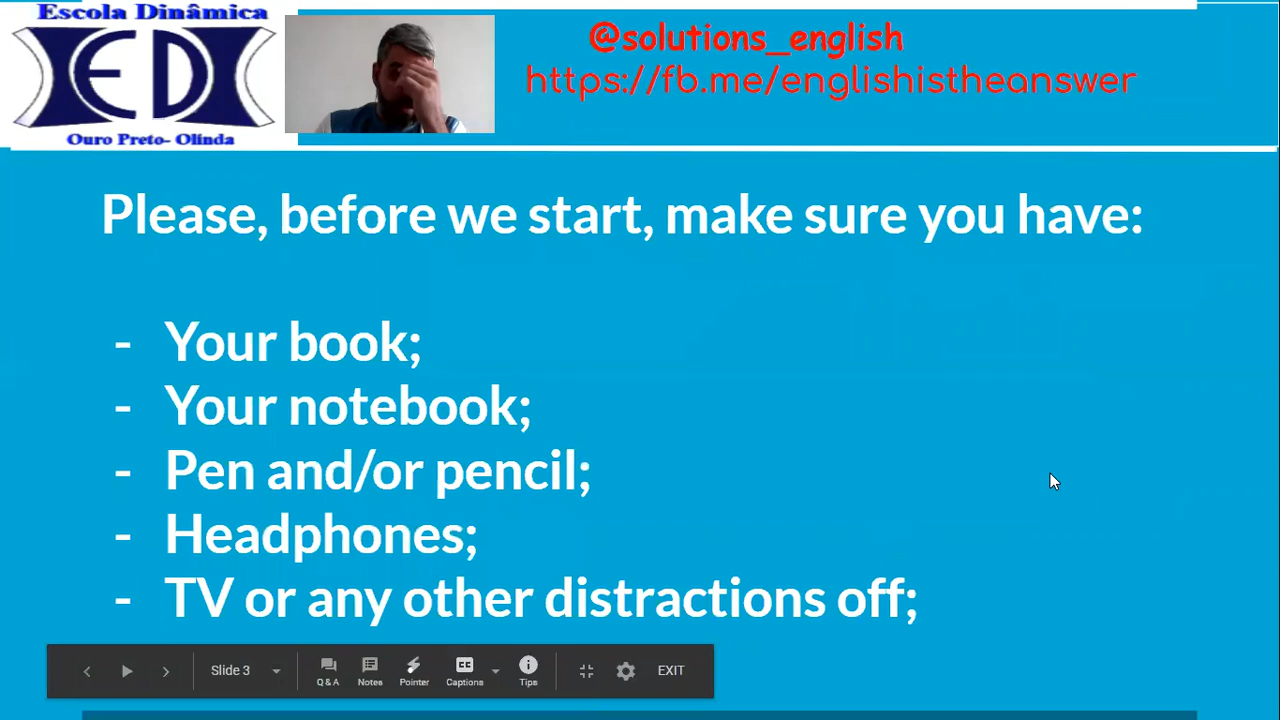 Escola Dinâmica
ED
Ouro Preto- Olinda
@solutions_english
https://fb.me/englishistheanswer
Please, before we start, make sure you have:
- Your book;
- Your notebook;
- Pen and/or pencil;
- Headphones;
- TV or any other distractions off;
Slide 3
Q & A
Notes
Pointer
CC
Captions
Tips
EXIT